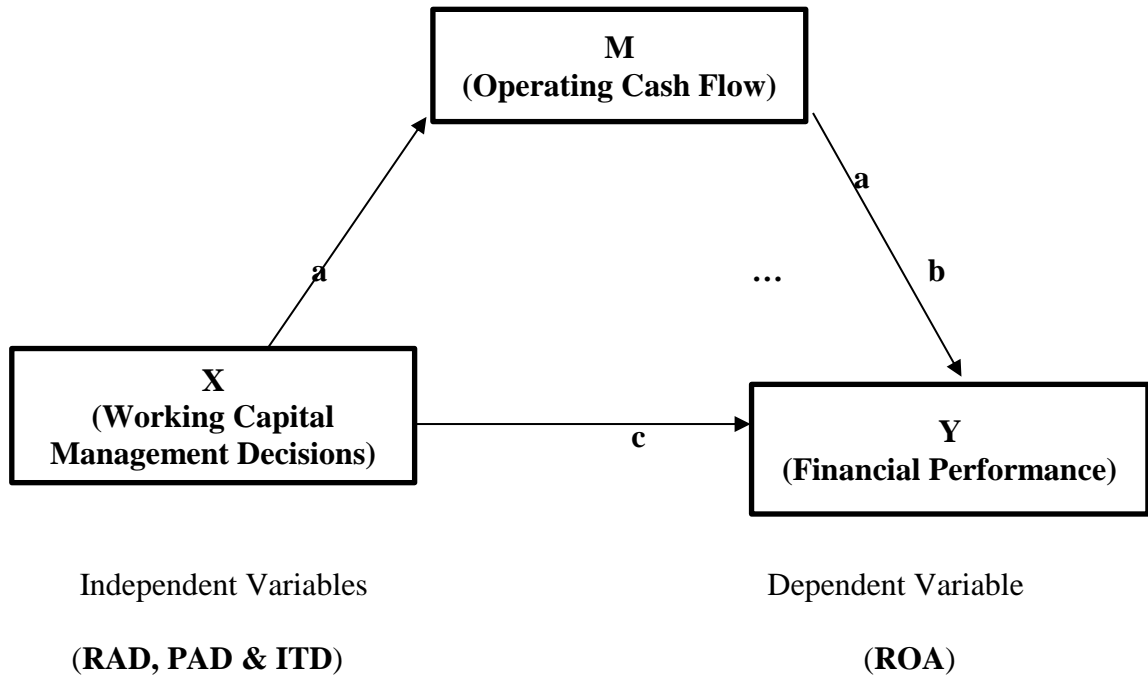 M
(Operating Cash Flow)
a
a
…
b
X
(Working Capital
Management Decisions)
c
Y
(Financial Performance)
Independent Variables
Dependent Variable
(RAD, PAD & ITD)
(ROA)